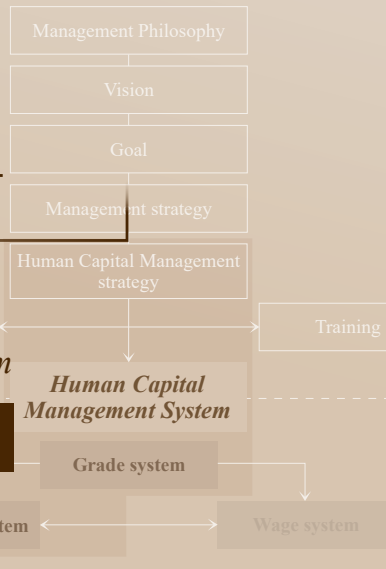 Management Philosophy
Vision
Goal
Management strategy
Human Capital Management
strategy
Training
Human Capital
Management System
Grade system
tem
Wage system